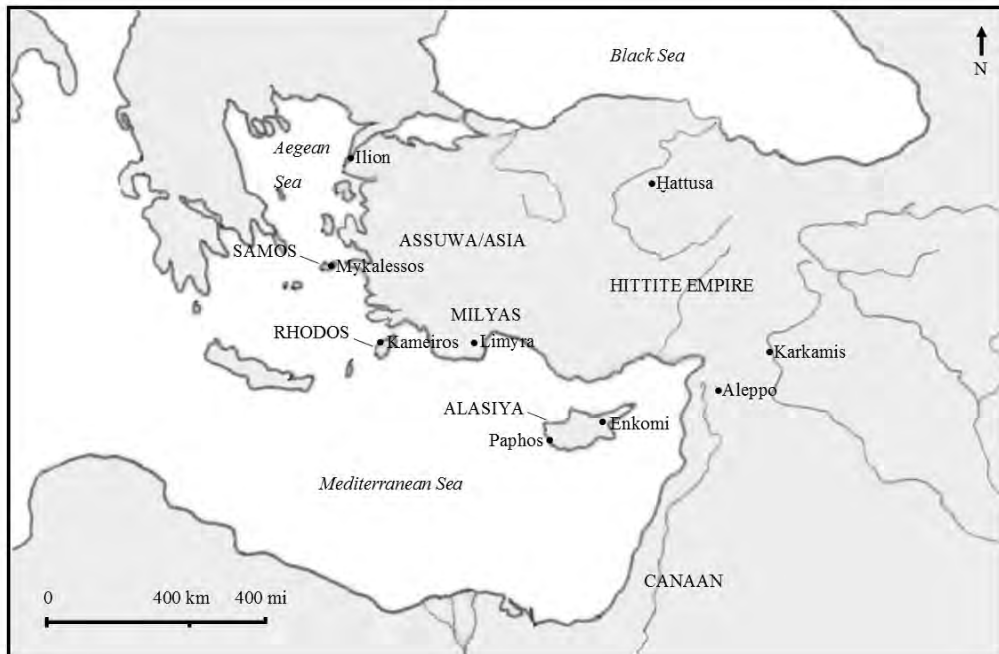 Black Sea
N
Aegean
Sea
Ilion
Ḫattusa
ASSUWA/ASIA
SAMOS
Mykalessos
HITTITE EMPIRE
MILYAS
RHODOS
Kameiros
Limyra
Karkamis
Aleppo
ALASIYA
Enkomi
Paphos
Mediterranean Sea
CANAAN
0 400 km 400 mi